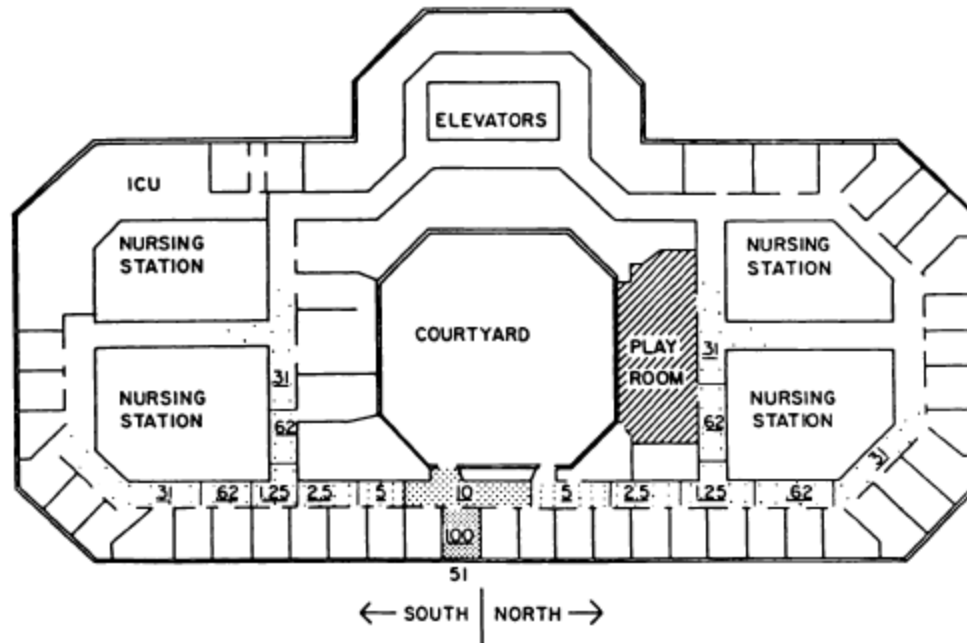 ELEVATORS
ICU
NURSING
STATION
NURSING
STATION
COURTYARD
PLAY
ROOM
31
31
NURSING
STATION
62
62
NURSING
STATION
31
31
.62
1.25
2.5
5
10
5
2.5
1.25
.62
100
51
← SOUTH | NORTH →